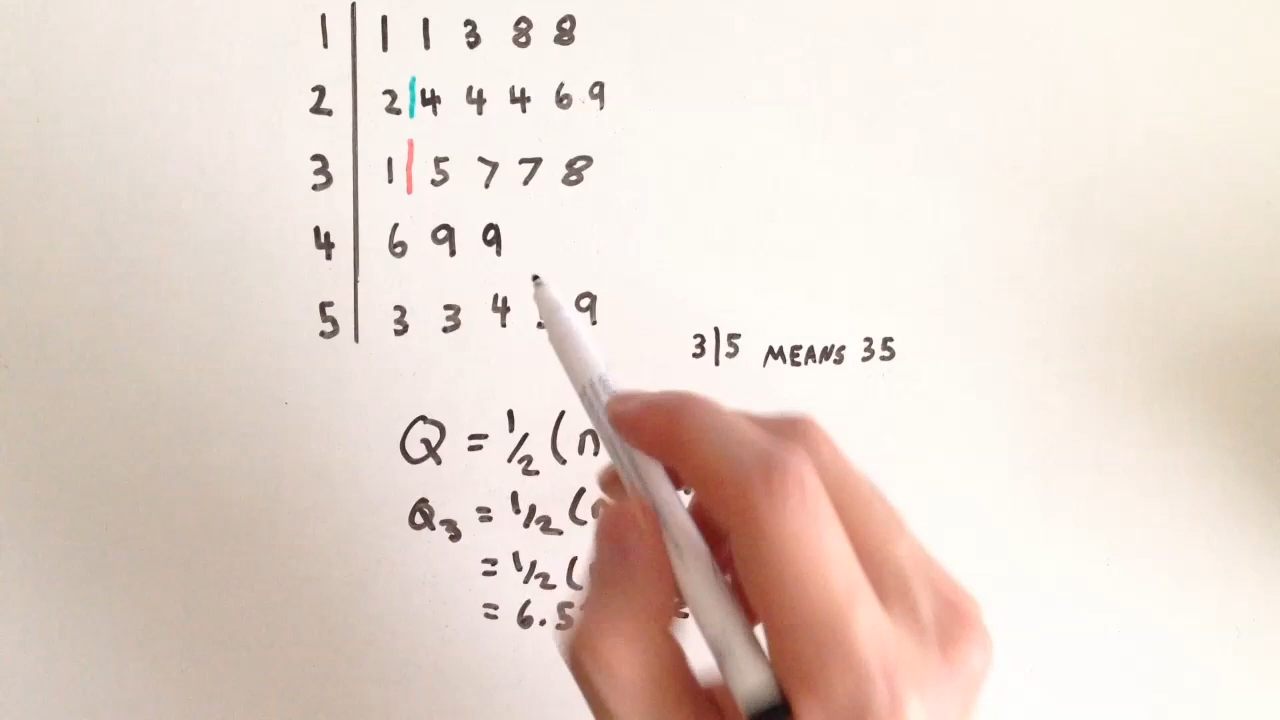 1 | 1 1 3 8 8
2 | 2 | 4 4 4 6 9
3 | 1 | 5 7 7 8
4 | 6 9 9
5 | 3 3 4 9
3|5 MEANS 35
Q = 1/2 (n
Q3 = 1/2 (n
= 1/2 (
= 6.5